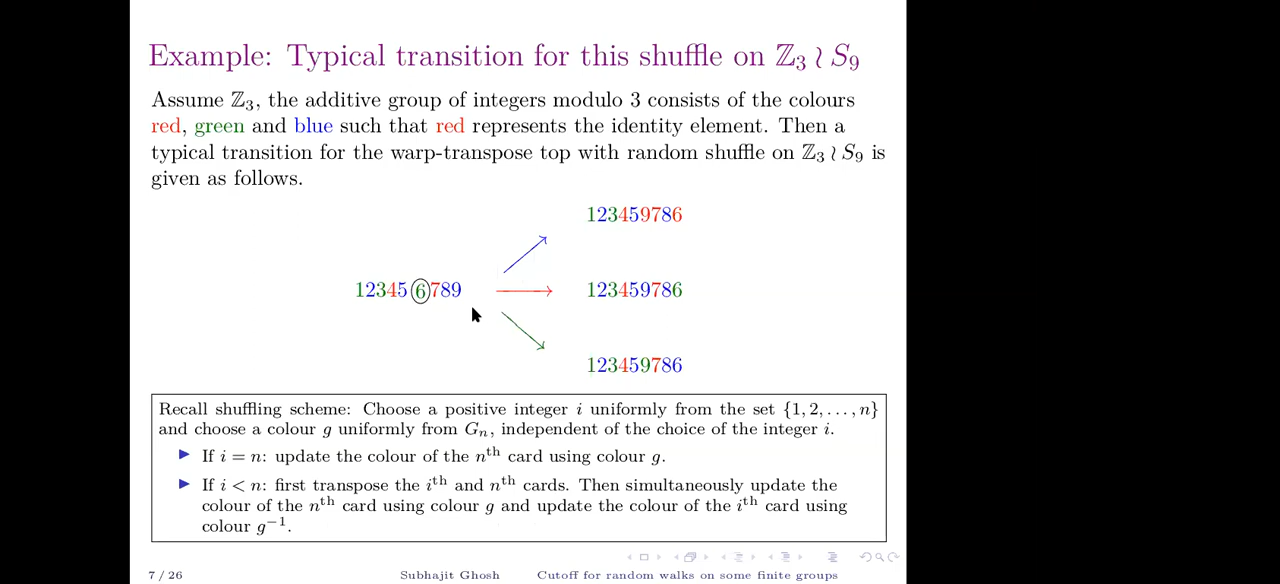 Example: Typical transition for this shuffle on ℤ₃ ≀ S₉
Assume ℤ₃, the additive group of integers modulo 3 consists of the colours
red, green and blue such that red represents the identity element. Then a
typical transition for the warp-transpose top with random shuffle on ℤ₃ ≀ S₉ is
given as follows.
123459786
123456789
123459786
123459786
Recall shuffling scheme: Choose a positive integer i uniformly from the set {1, 2, . . . , n}
and choose a colour g uniformly from Gₙ, independent of the choice of the integer i.
▶ If i = n: update the colour of the nᵗʰ card using colour g.
▶ If i < n: first transpose the iᵗʰ and nᵗʰ cards. Then simultaneously update the
colour of the nᵗʰ card using colour g and update the colour of the iᵗʰ card using
colour g⁻¹.
7 / 26 Subhajit Ghosh Cutoff for random walks on some finite groups